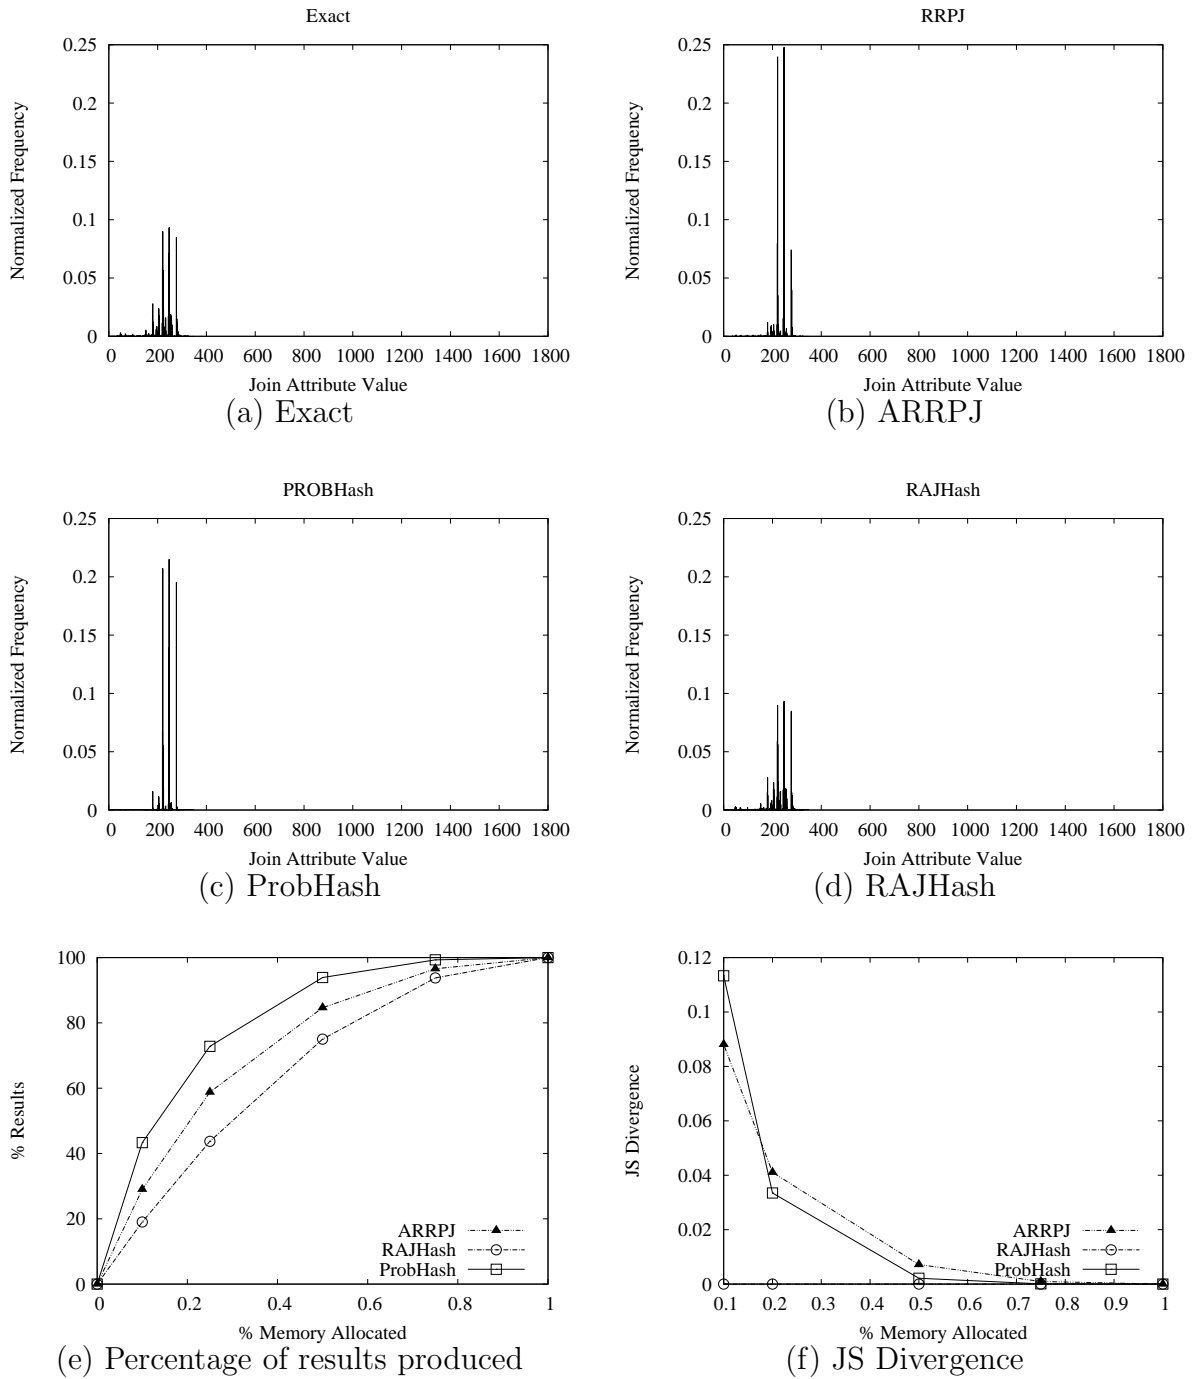 Exact
0.25
0.2
0.15
0.1
0.05
0
Normalized Frequency
0 200 400 600 800 1000 1200 1400 1600 1800
Join Attribute Value
(a) Exact
RRPJ
0.25
0.2
0.15
0.1
0.05
0
Normalized Frequency
0 200 400 600 800 1000 1200 1400 1600 1800
Join Attribute Value
(b) ARRPJ
PROBHash
0.25
0.2
0.15
0.1
0.05
0
Normalized Frequency
0 200 400 600 800 1000 1200 1400 1600 1800
Join Attribute Value
(c) ProbHash
RAJHash
0.25
0.2
0.15
0.1
0.05
0
Normalized Frequency
0 200 400 600 800 1000 1200 1400 1600 1800
Join Attribute Value
(d) RAJHash
100
80
60
40
20
0
% Results
ARRPJ
RAJHash
ProbHash
0 0.2 0.4 0.6 0.8 1
% Memory Allocated
(e) Percentage of results produced
0.12
0.1
0.08
0.06
0.04
0.02
0
JS Divergence
ARRPJ
RAJHash
ProbHash
0.1 0.2 0.3 0.4 0.5 0.6 0.7 0.8 0.9 1
% Memory Allocated
(f) JS Divergence